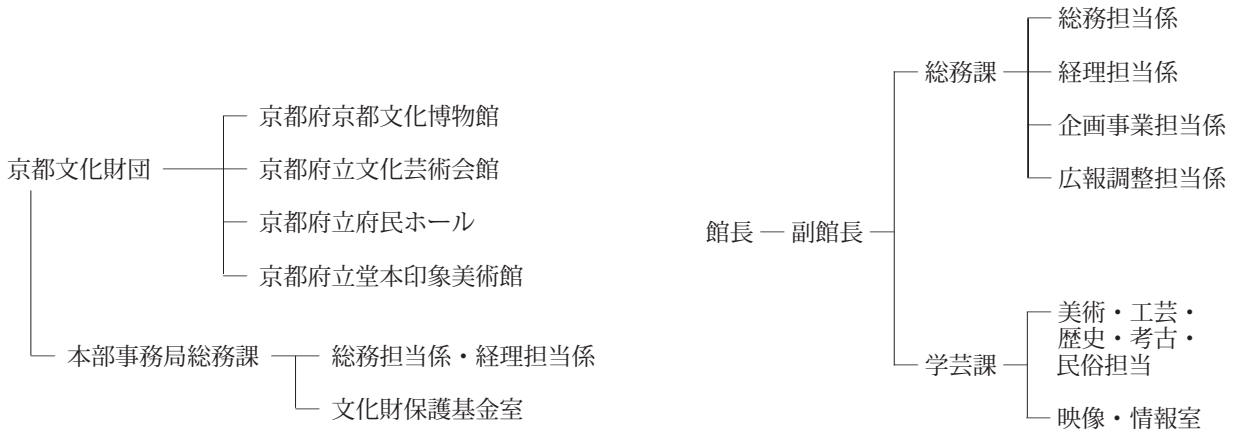 京都文化財団
京都府京都文化博物館
京都府立文化芸術会館
京都府立府民ホール
京都府立堂本印象美術館
本部事務局総務課
総務担当係・経理担当係
文化財保護基金室
館長
副館長
総務課
総務担当係
経理担当係
企画事業担当係
広報調整担当係
学芸課
美術・工芸・
歴史・考古・
民俗担当
映像・情報室